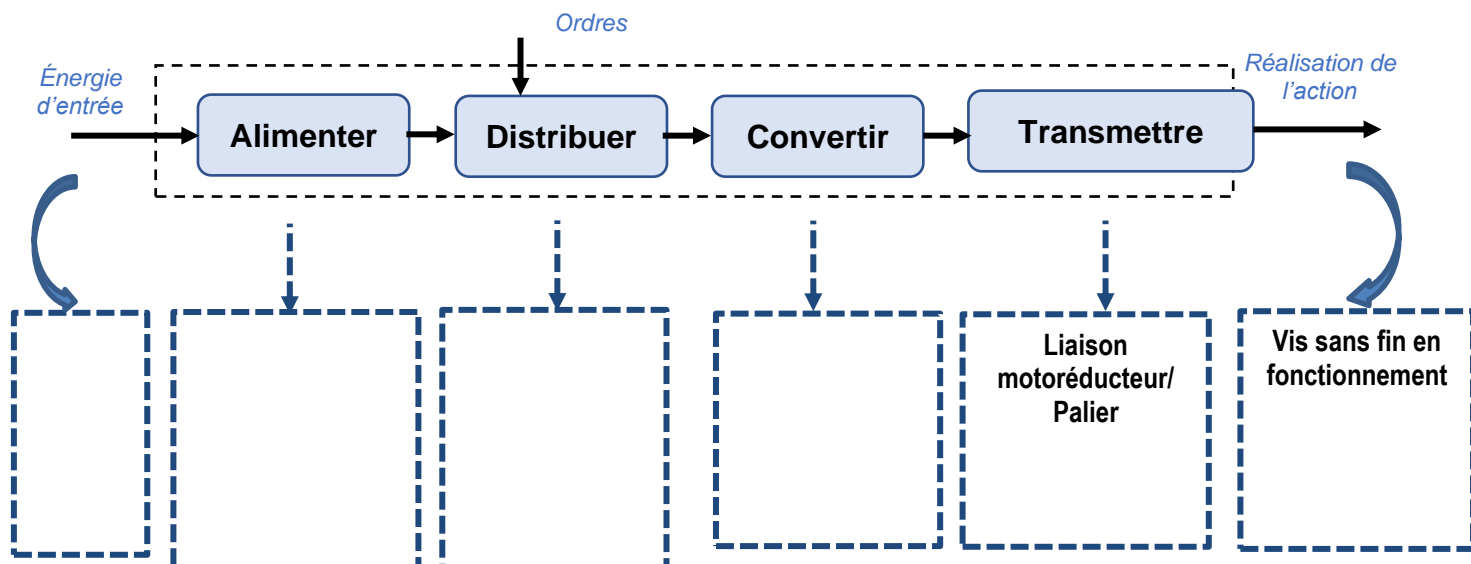 Ordres
Énergie
d’entrée
Réalisation de
l’action
Alimenter
Distribuer
Convertir
Transmettre
Liaison
motoréducteur/
Palier
Vis sans fin en
fonctionnement